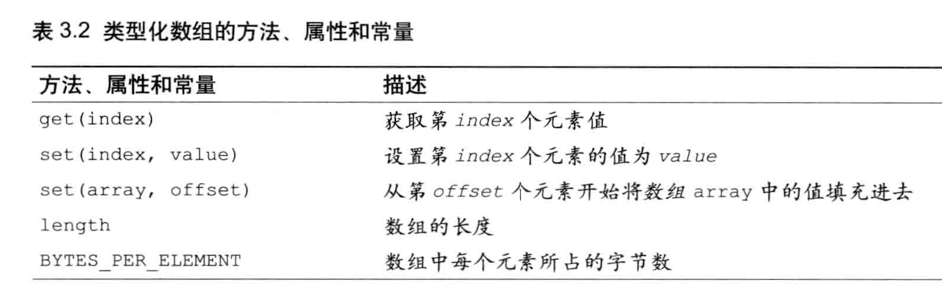 表 3.2 类型化数组的方法、属性和常量
方法、属性和常量 描述
get(index) 获取第 index 个元素值
set(index, value) 设置第 index 个元素的值为 value
set(array, offset) 从第 offset 个元素开始将数组 array 中的值填充进去
length 数组的长度
BYTES_PER_ELEMENT 数组中每个元素所占的字节数